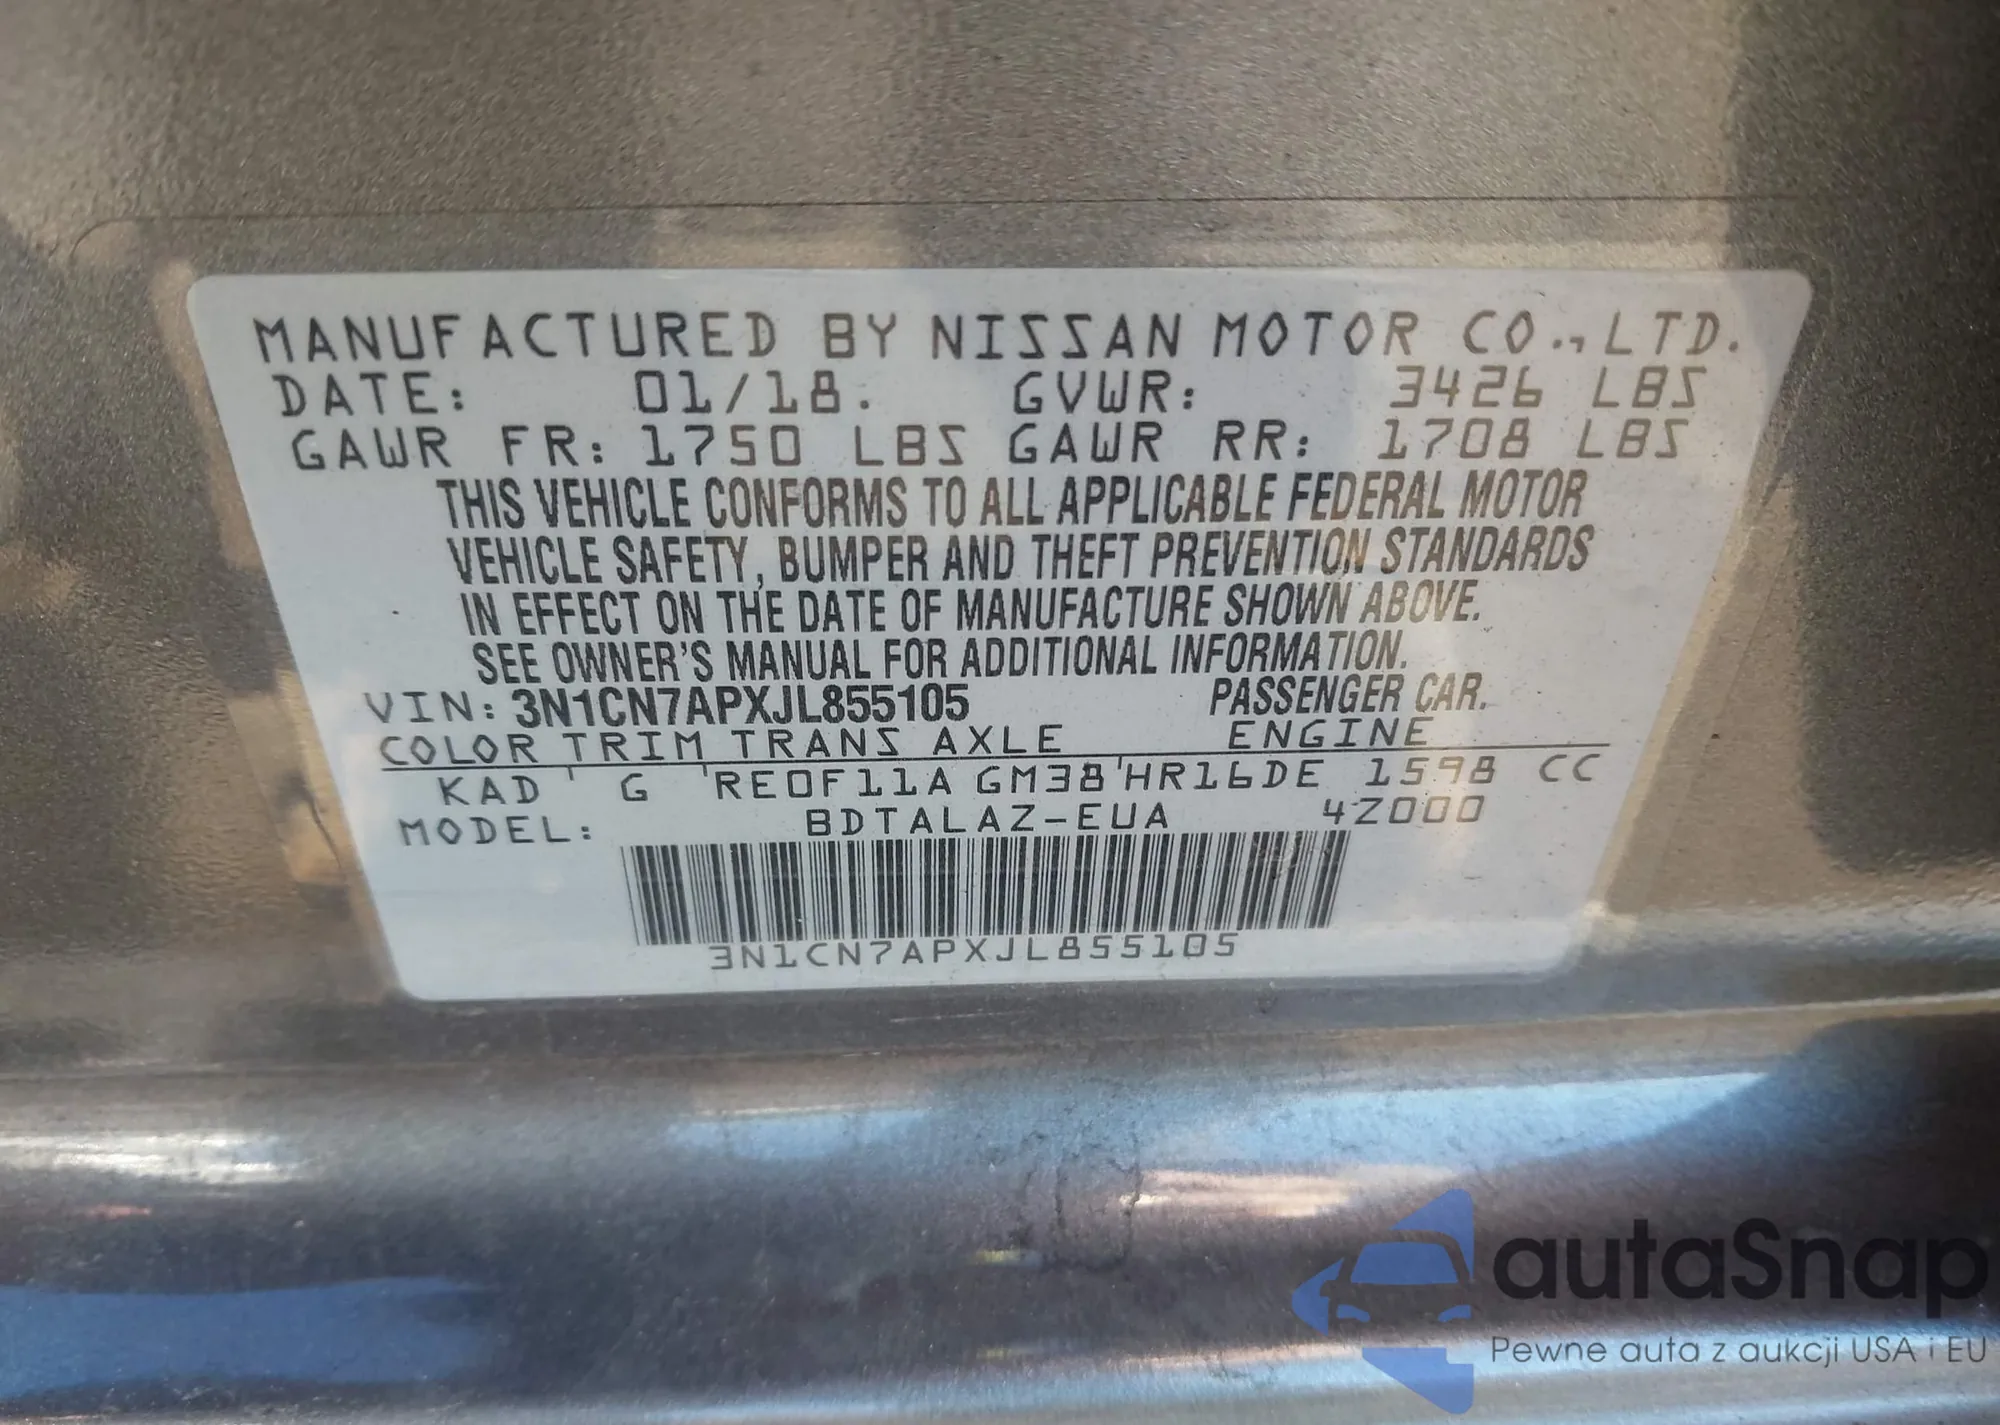 MANUFACTURED BY NISSAN MOTOR CO., LTD.
DATE: 01/18. GVWR: 3426 LBS
GAWR FR: 1750 LBS GAWR RR: 1708 LBS
THIS VEHICLE CONFORMS TO ALL APPLICABLE FEDERAL MOTOR
VEHICLE SAFETY, BUMPER AND THEFT PREVENTION STANDARDS
IN EFFECT ON THE DATE OF MANUFACTURE SHOWN ABOVE.
SEE OWNER'S MANUAL FOR ADDITIONAL INFORMATION.
VIN: 3N1CN7APXJL855105 PASSENGER CAR.
COLOR TRIM TRANS AXLE ENGINE
KAD G RE0F11A GM38 HR16DE 1598 CC
MODEL: BDTALAZ-EUA 4Z000
3N1CN7APXJL855105
autaSnap
Pewne auta z aukcji USA i EU